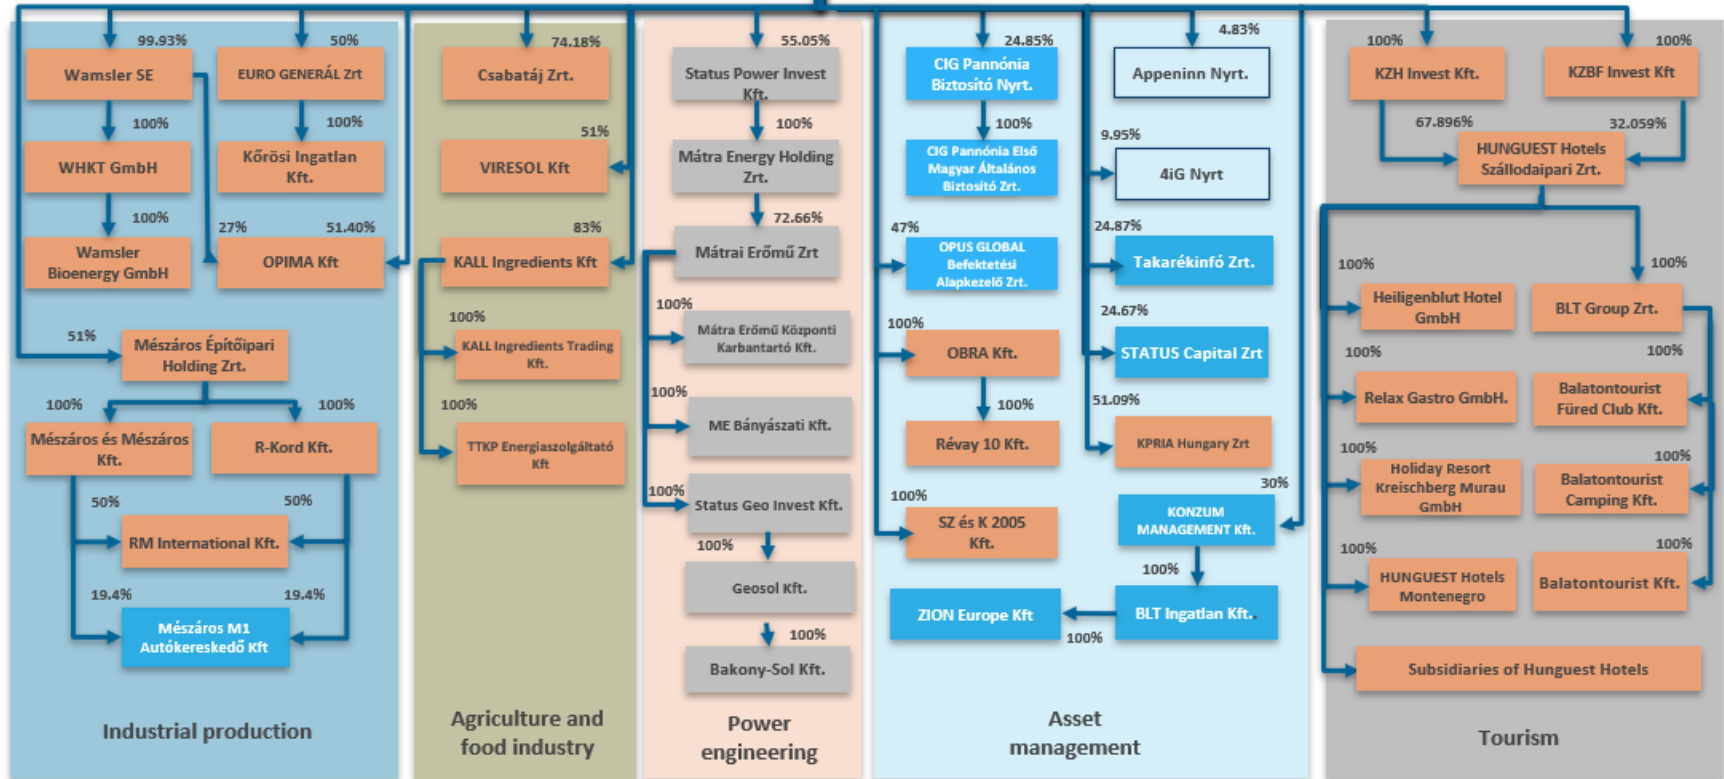 99.93%
Wamsler SE
50%
EURO GENERÁL Zrt
100%
WHKT GmbH
100%
Kőrösi Ingatlan
Kft.
100%
Wamsler
Bioenergy GmbH
27%
51.40%
OPIMA Kft
51%
Mészáros Építőipari
Holding Zrt.
100%
Mészáros és Mészáros
Kft.
100%
R-Kord Kft.
50%
50%
RM International Kft.
19.4%
19.4%
Mészáros M1
Autókereskedő Kft
Industrial production
74.18%
Csabatáj Zrt.
51%
VIRESOL Kft
83%
KALL Ingredients Kft
100%
KALL Ingredients Trading
Kft.
100%
TTKP Energiaszolgáltató
Kft
Agriculture and
food industry
55.05%
Status Power Invest
Kft.
100%
Mátra Energy Holding
Zrt.
72.66%
Mátrai Erőmű Zrt
100%
Mátra Erőmű Központi
Karbantartó Kft.
100%
ME Bányászati Kft.
100%
Status Geo Invest Kft.
100%
Geosol Kft.
100%
Bakony-Sol Kft.
Power
engineering
24.85%
CIG Pannónia
Biztosító Nyrt.
100%
CIG Pannónia Első
Magyar Általános
Biztosító Zrt.
47%
OPUS GLOBAL
Befektetési
Alapkezelő Zrt.
100%
OBRA Kft.
100%
Révay 10 Kft.
100%
SZ és K 2005
Kft.
4.83%
Appeninn Nyrt.
9.95%
4iG Nyrt
24.87%
Takarékinfó Zrt.
24.67%
STATUS Capital Zrt
51.09%
KPRIA Hungary Zrt
30%
KONZUM
MANAGEMENT Kft.
100%
BLT Ingatlan Kft..
100%
ZION Europe Kft
Asset
management
100%
KZH Invest Kft.
100%
KZBF Invest Kft
67.896%
32.059%
HUNGUEST Hotels
Szállodaipari Zrt.
100%
Heiligenblut Hotel
GmbH
100%
BLT Group Zrt.
100%
Relax Gastro GmbH.
100%
Balatontourist
Füred Club Kft.
100%
Holiday Resort
Kreischberg Murau
GmbH
100%
Balatontourist
Camping Kft.
100%
HUNGUEST Hotels
Montenegro
100%
Balatontourist Kft.
Subsidiaries of Hunguest Hotels
Tourism